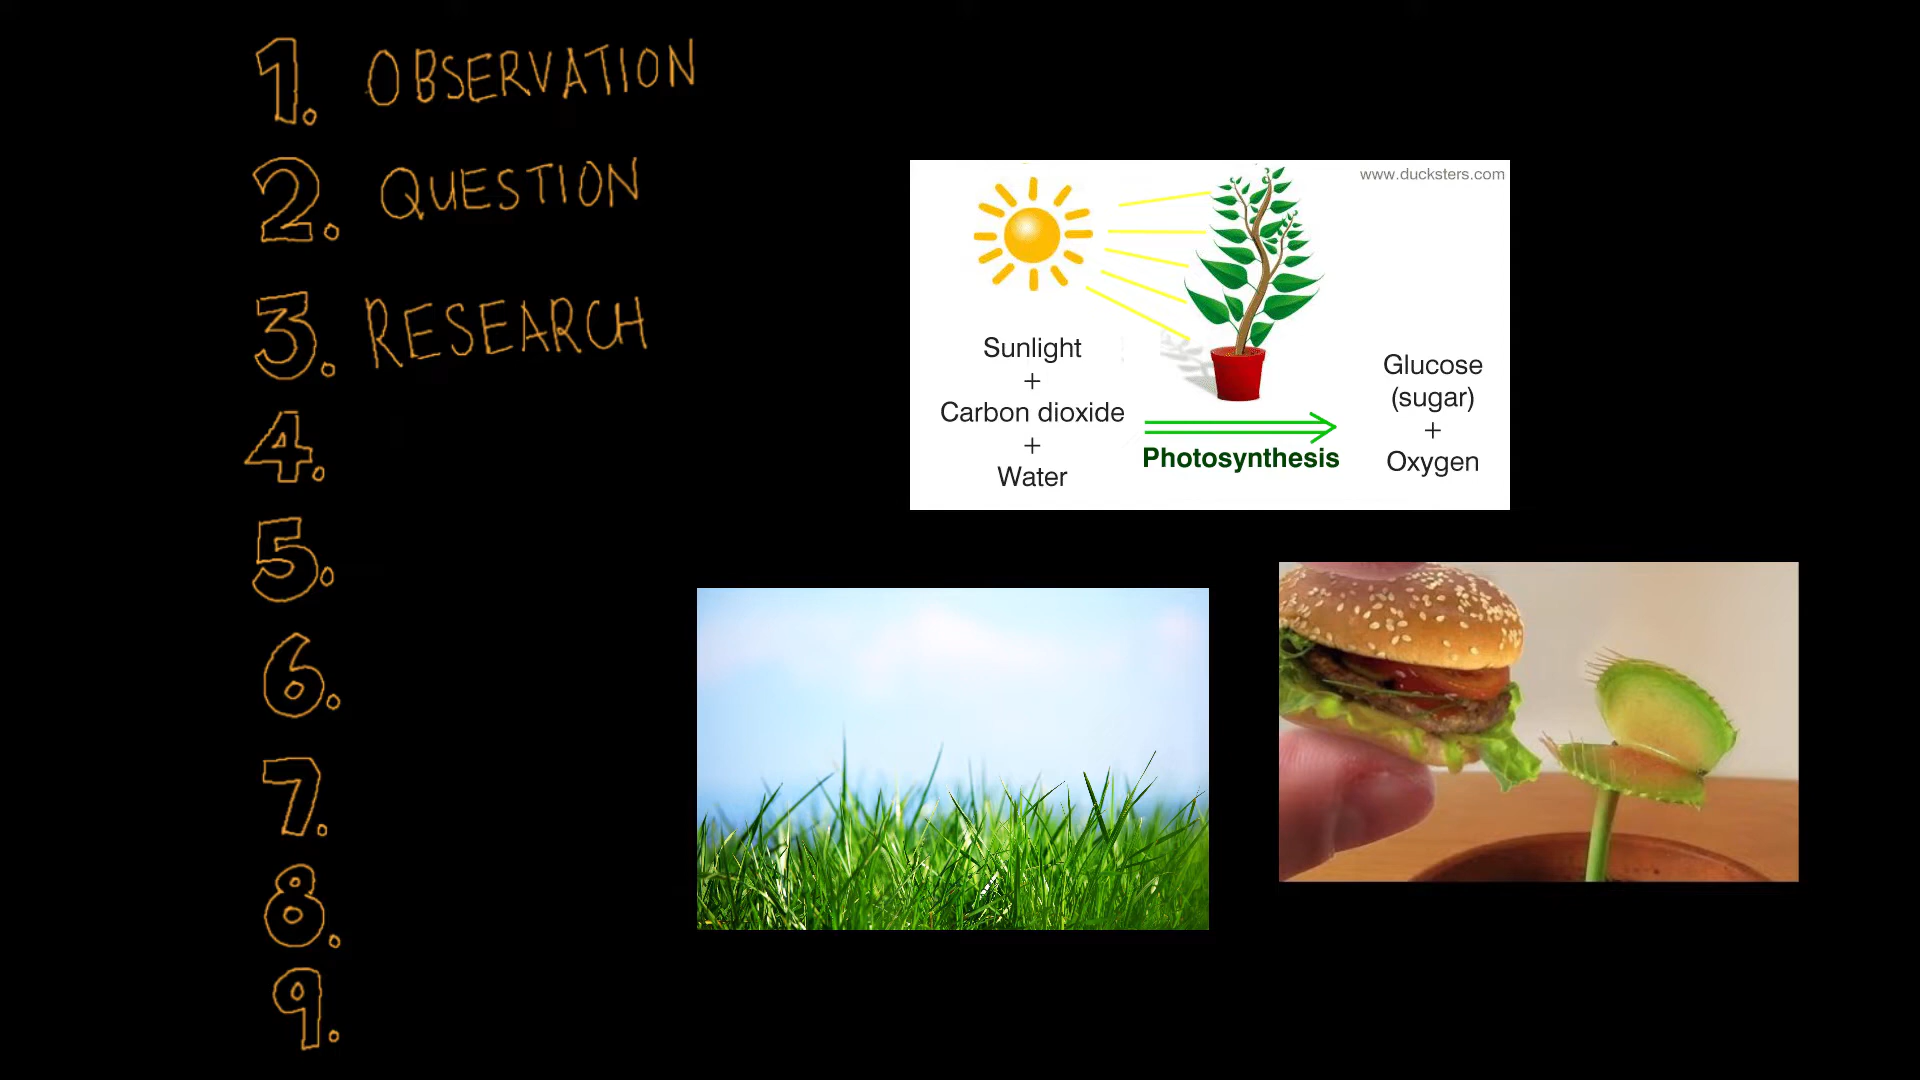 1. OBSERVATION
2. QUESTION
3. RESEARCH
4.
5.
6.
7.
8.
9.
www.ducksters.com
Sunlight
+
Carbon dioxide
+
Water
Photosynthesis
Glucose
(sugar)
+
Oxygen